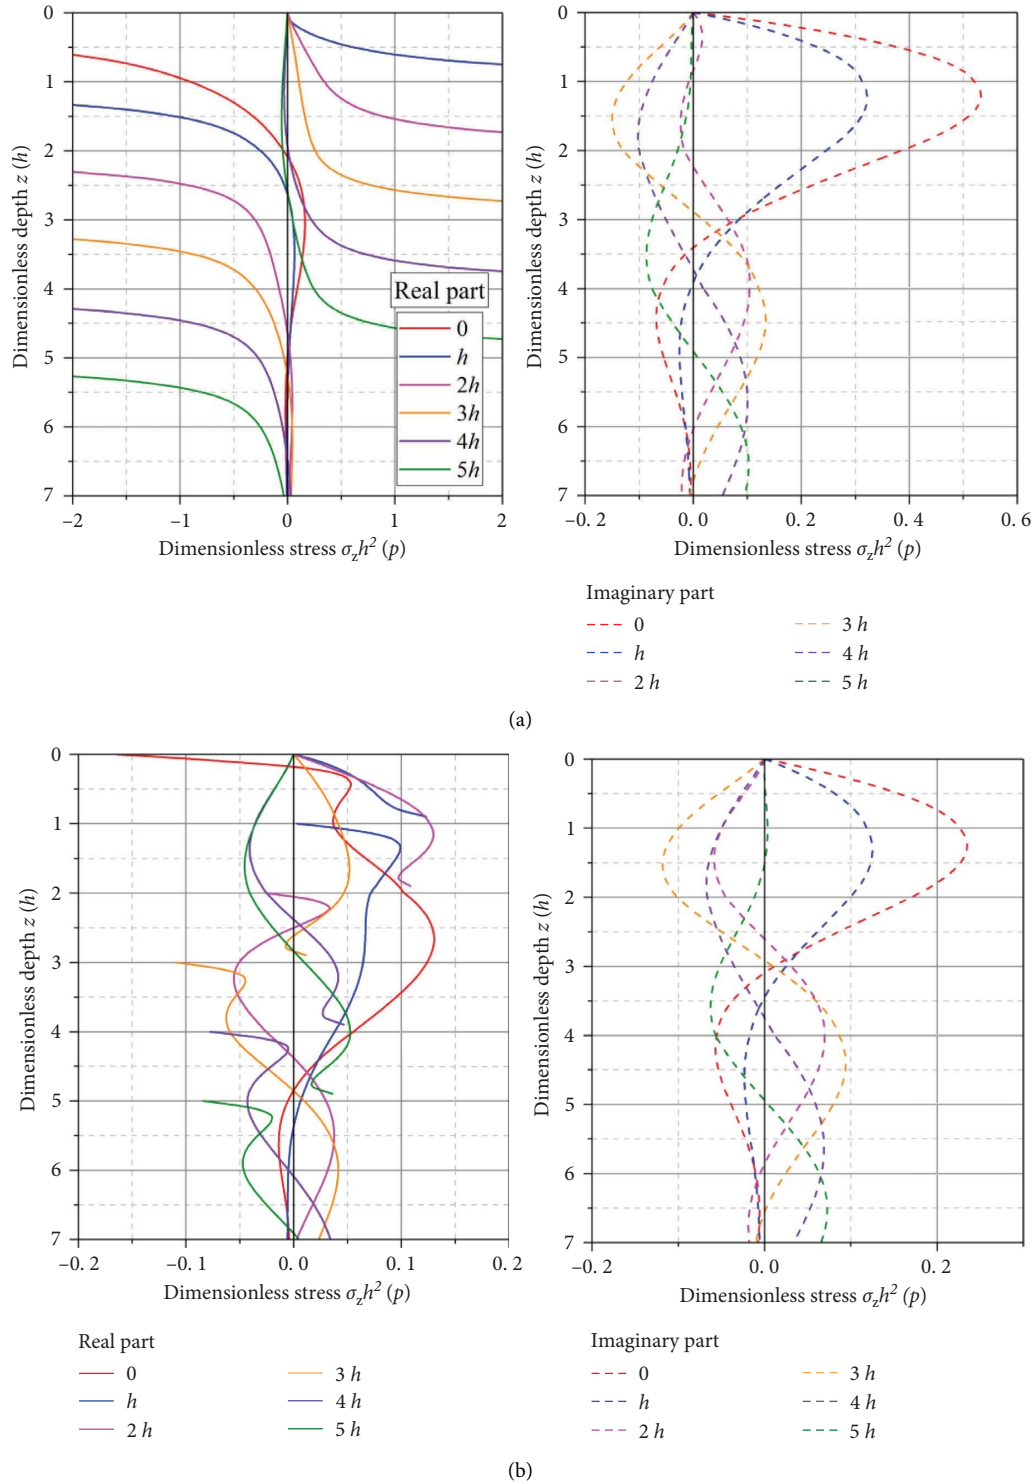 0
1
2
3
4
5
6
7
Dimensionless depth z (h)
−2
−1
0
1
2
Dimensionless stress σzh² (p)
Real part
0
h
2h
3h
4h
5h
0
1
2
3
4
5
6
7
Dimensionless depth z (h)
−0. 2
0. 0
0. 2
0. 4
0. 6
Dimensionless stress σzh² (p)
Imaginary part
0
h
2 h
3 h
4 h
5 h
(a)
0
1
2
3
4
5
6
7
Dimensionless depth z (h)
−0. 2
−0. 1
0. 0
0. 1
0. 2
Dimensionless stress σzh² (p)
Real part
0
h
2 h
3 h
4 h
5 h
0
1
2
3
4
5
6
7
Dimensionless depth z (h)
−0. 2
0. 0
0. 2
Dimensionless stress σzh² (p)
Imaginary part
0
h
2 h
3 h
4 h
5 h
(b)